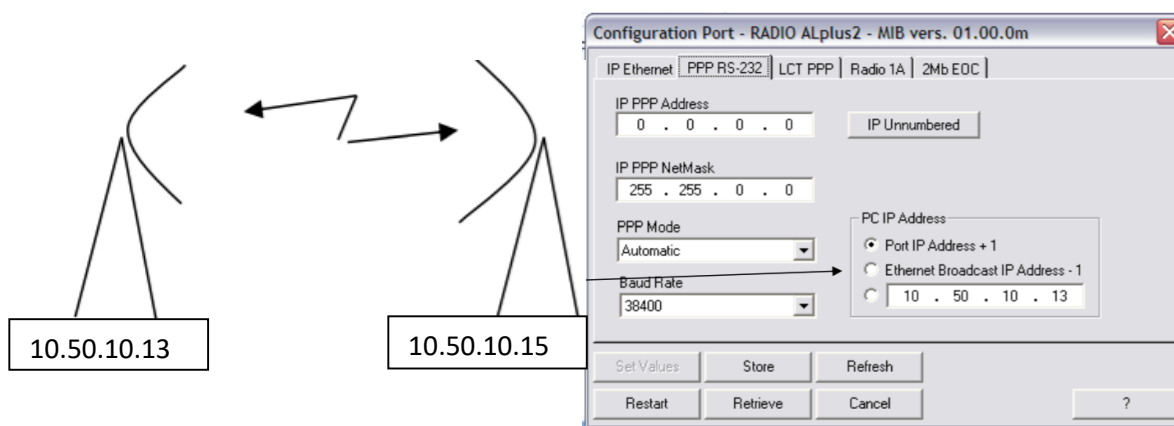 10.50.10.13
10.50.10.15
Configuration Port - RADIO ALplus2 - MIB vers. 01.00.0m
IP Ethernet PPP RS-232 LCT PPP Radio 1A 2Mb EOC
IP PPP Address
0 . 0 . 0 . 0
IP Unnumbered
IP PPP NetMask
255 . 255 . 0 . 0
PPP Mode
Automatic
Baud Rate
38400
PC IP Address
Port IP Address + 1
Ethernet Broadcast IP Address - 1
10 . 50 . 10 . 13
Set Values Store Refresh
Restart Retrieve Cancel ?